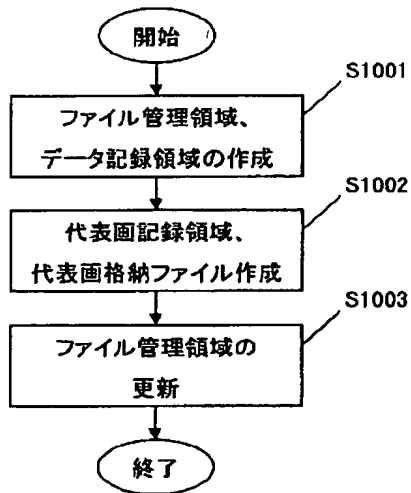 開始
S1001
ファイル管理領域、
データ記録領域の作成
S1002
代表画記録領域、
代表画格納ファイル作成
S1003
ファイル管理領域の
更新
終了